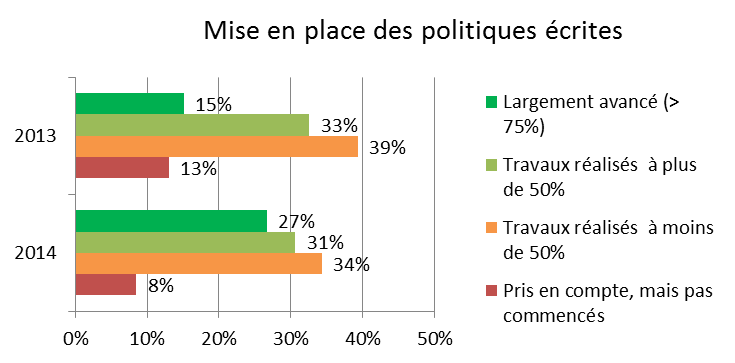 Mise en place des politiques écrites
2013
15%
33%
39%
13%
2014
27%
31%
34%
8%
0%
10%
20%
30%
40%
50%
Largement avancé (>
75%)
Travaux réalisés  à plus
de 50%
Travaux réalisés  à moins
de 50%
Pris en compte, mais pas
commencés